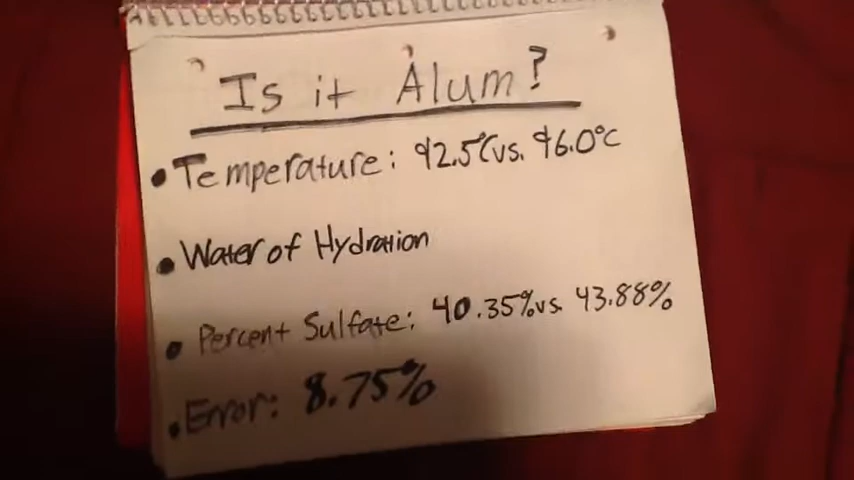 Is it Alum?
• Temperature: 92.5°C vs. 96.0°C
• Water of Hydration
• Percent Sulfate: 40.35% vs. 43.88%
• Error: 8.75%